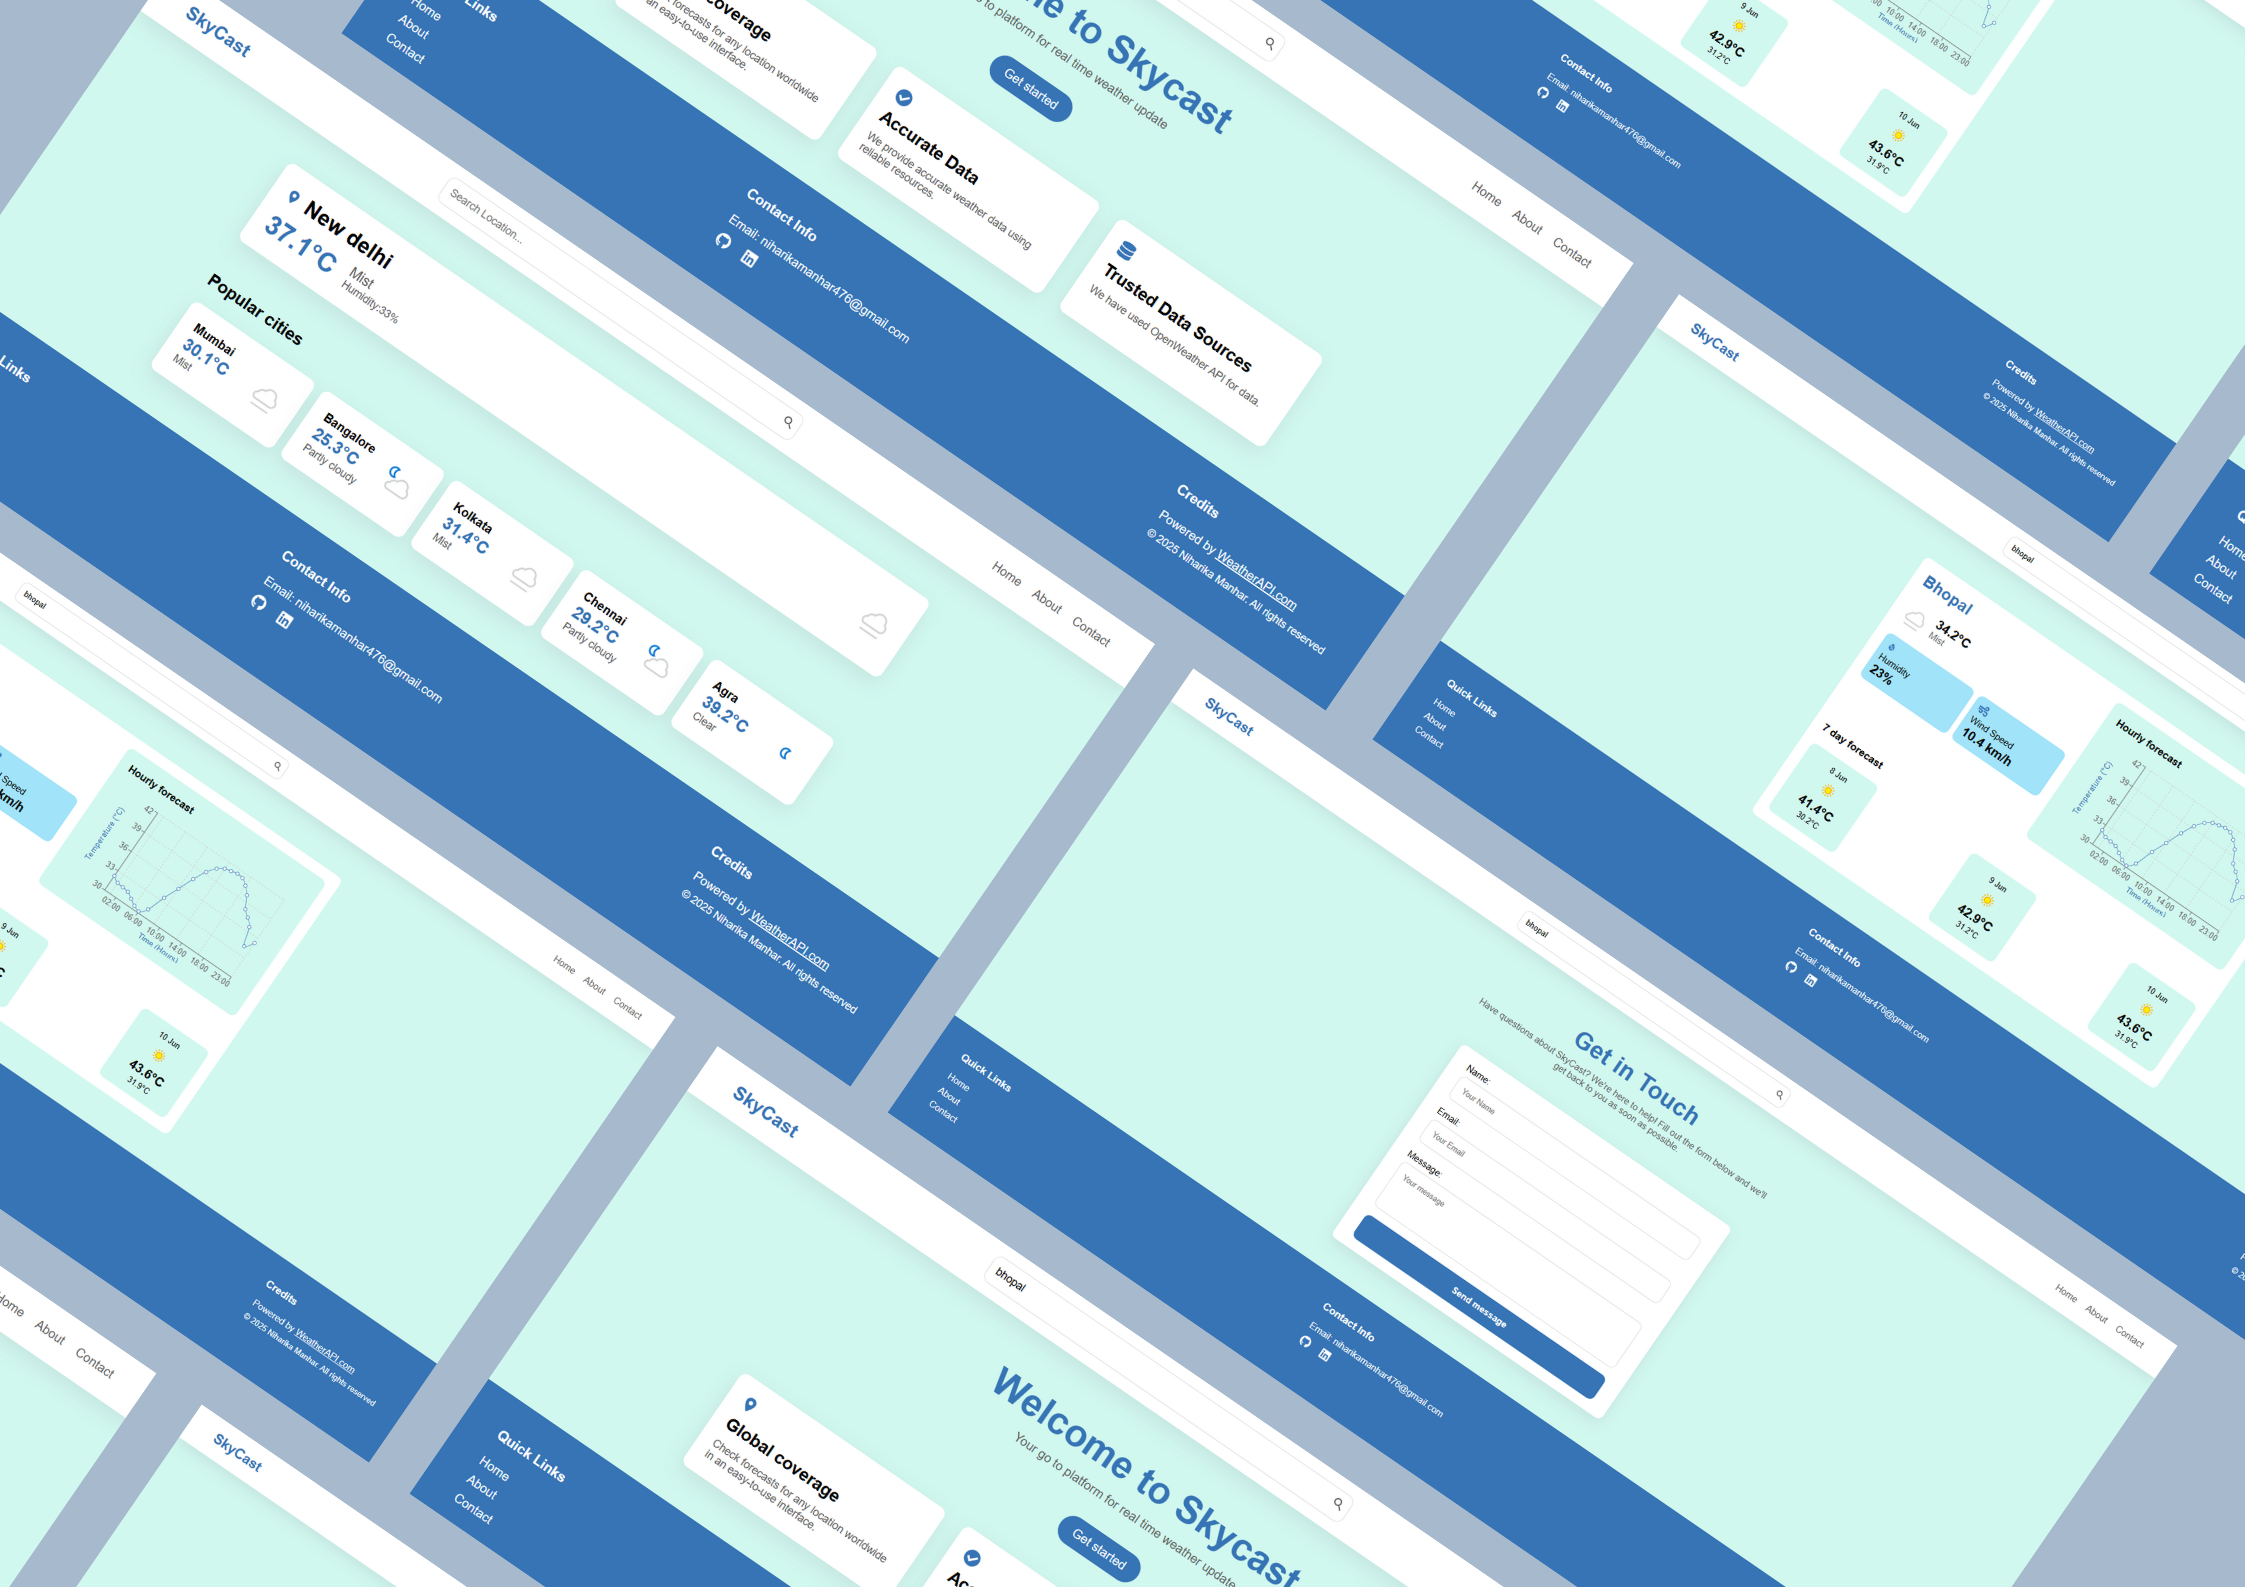 Links
Home
About
Contact
SkyCast
Search Location...
Home
About
Contact
New delhi
37.1°C
Mist
Humidity:33%
Popular cities
Mumbai
30.1°C
Mist
Bangalore
25.3°C
Partly cloudy
Kolkata
31.4°C
Mist
Chennai
29.2°C
Partly cloudy
Agra
39.2°C
Clear
Links
Contact Info
Email: niharikamanhar476@gmail.com
Credits
Powered by WeatherAPI.com
© 2025 Niharika Manhar. All rights reserved
to Skycast
platform for real time weather update
Get started
coverage
forecasts for any location worldwide
an easy-to-use interface.
Accurate Data
We provide accurate weather data using
reliable resources.
Trusted Data Sources
We have used OpenWeather API for data.
Contact Info
Email: niharikamanhar476@gmail.com
Credits
Powered by WeatherAPI.com
© 2025 Niharika Manhar. All rights reserved
Home
About
Contact
9 Jun
42.9°C
31.2°C
10 Jun
43.6°C
31.9°C
10:00
14:00
18:00
23:00
Time (Hours)
Contact Info
Email: niharikamanhar476@gmail.com
Credits
Powered by WeatherAPI.com
© 2025 Niharika Manhar. All rights reserved
SkyCast
bhopal
Bhopal
34.2°C
Mist
Humidity
23%
Wind Speed
10.4 km/h
Hourly forecast
Temperature (°C)
42
39
36
33
30
02:00
06:00
10:00
14:00
18:00
23:00
Time (Hours)
7 day forecast
8 Jun
41.4°C
30.2°C
9 Jun
42.9°C
31.2°C
10 Jun
43.6°C
31.9°C
Quick Links
Home
About
Contact
Contact Info
Email: niharikamanhar476@gmail.com
Home
About
Contact
bhopal
Home
About
Contact
Speed
km/h
Hourly forecast
Temperature (°C)
42
39
36
33
30
02:00
06:00
10:00
14:00
18:00
23:00
Time (Hours)
9 Jun
10 Jun
43.6°C
31.9°C
Credits
Powered by WeatherAPI.com
© 2025 Niharika Manhar. All rights reserved
SkyCast
bhopal
Home
About
Contact
Get in Touch
Have questions about SkyCast? We're here to help! Fill out the form below and we'll
get back to you as soon as possible.
Name:
Your Name
Email:
Your Email
Message:
Your message
Send message
Quick Links
Home
About
Contact
Contact Info
Email: niharikamanhar476@gmail.com
SkyCast
bhopal
Welcome to Skycast
Your go to platform for real time weather update
Get started
Global coverage
Check forecasts for any location worldwide
in an easy-to-use interface.
Quick Links
Home
About
Contact
Home
About
Contact
SkyCast